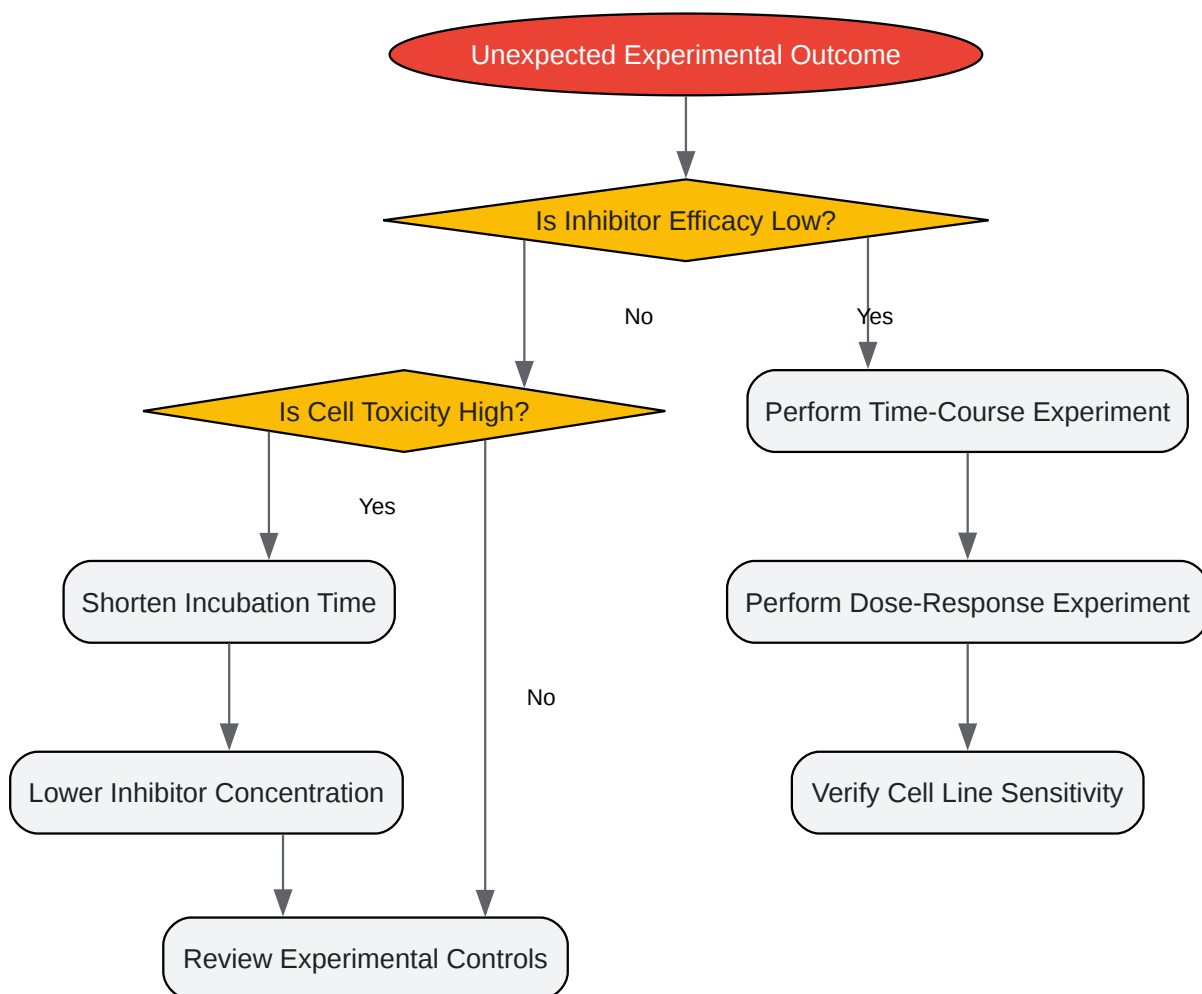 Unexpected Experimental Outcome
Is Inhibitor Efficacy Low?
No
Yes
Is Cell Toxicity High?
Perform Time-Course Experiment
Yes
Shorten Incubation Time
Perform Dose-Response Experiment
No
Lower Inhibitor Concentration
Verify Cell Line Sensitivity
Review Experimental Controls